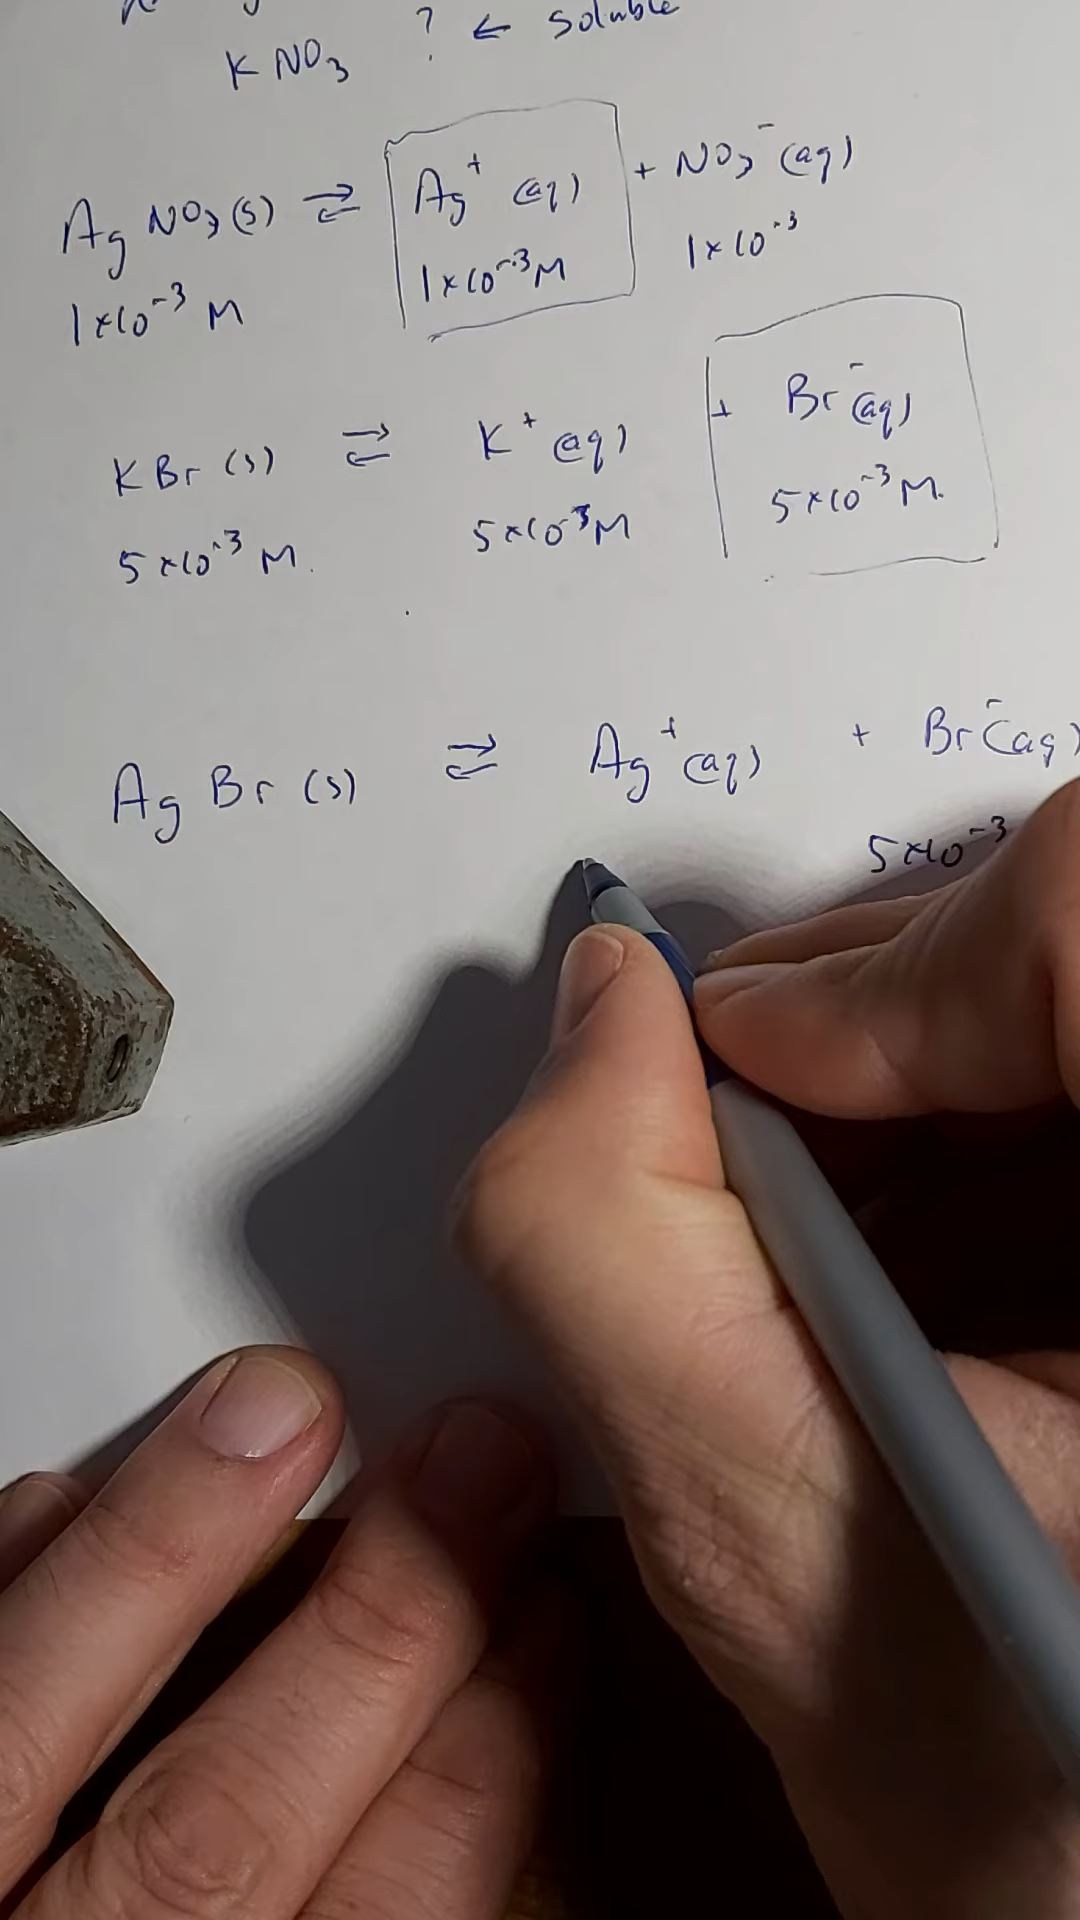 ? ← soluble
KNO3
AgNO3(s) ⇌ Ag+(aq) + NO3-(aq)
1×10-3 M 1×10-3 M 1×10-3
KBr(s) ⇌ K+(aq) + Br-(aq)
5×10-3 M. 5×10-3 M 5×10-3 M.
AgBr(s) ⇌ Ag+(aq) + Br-(aq)
5×10-3